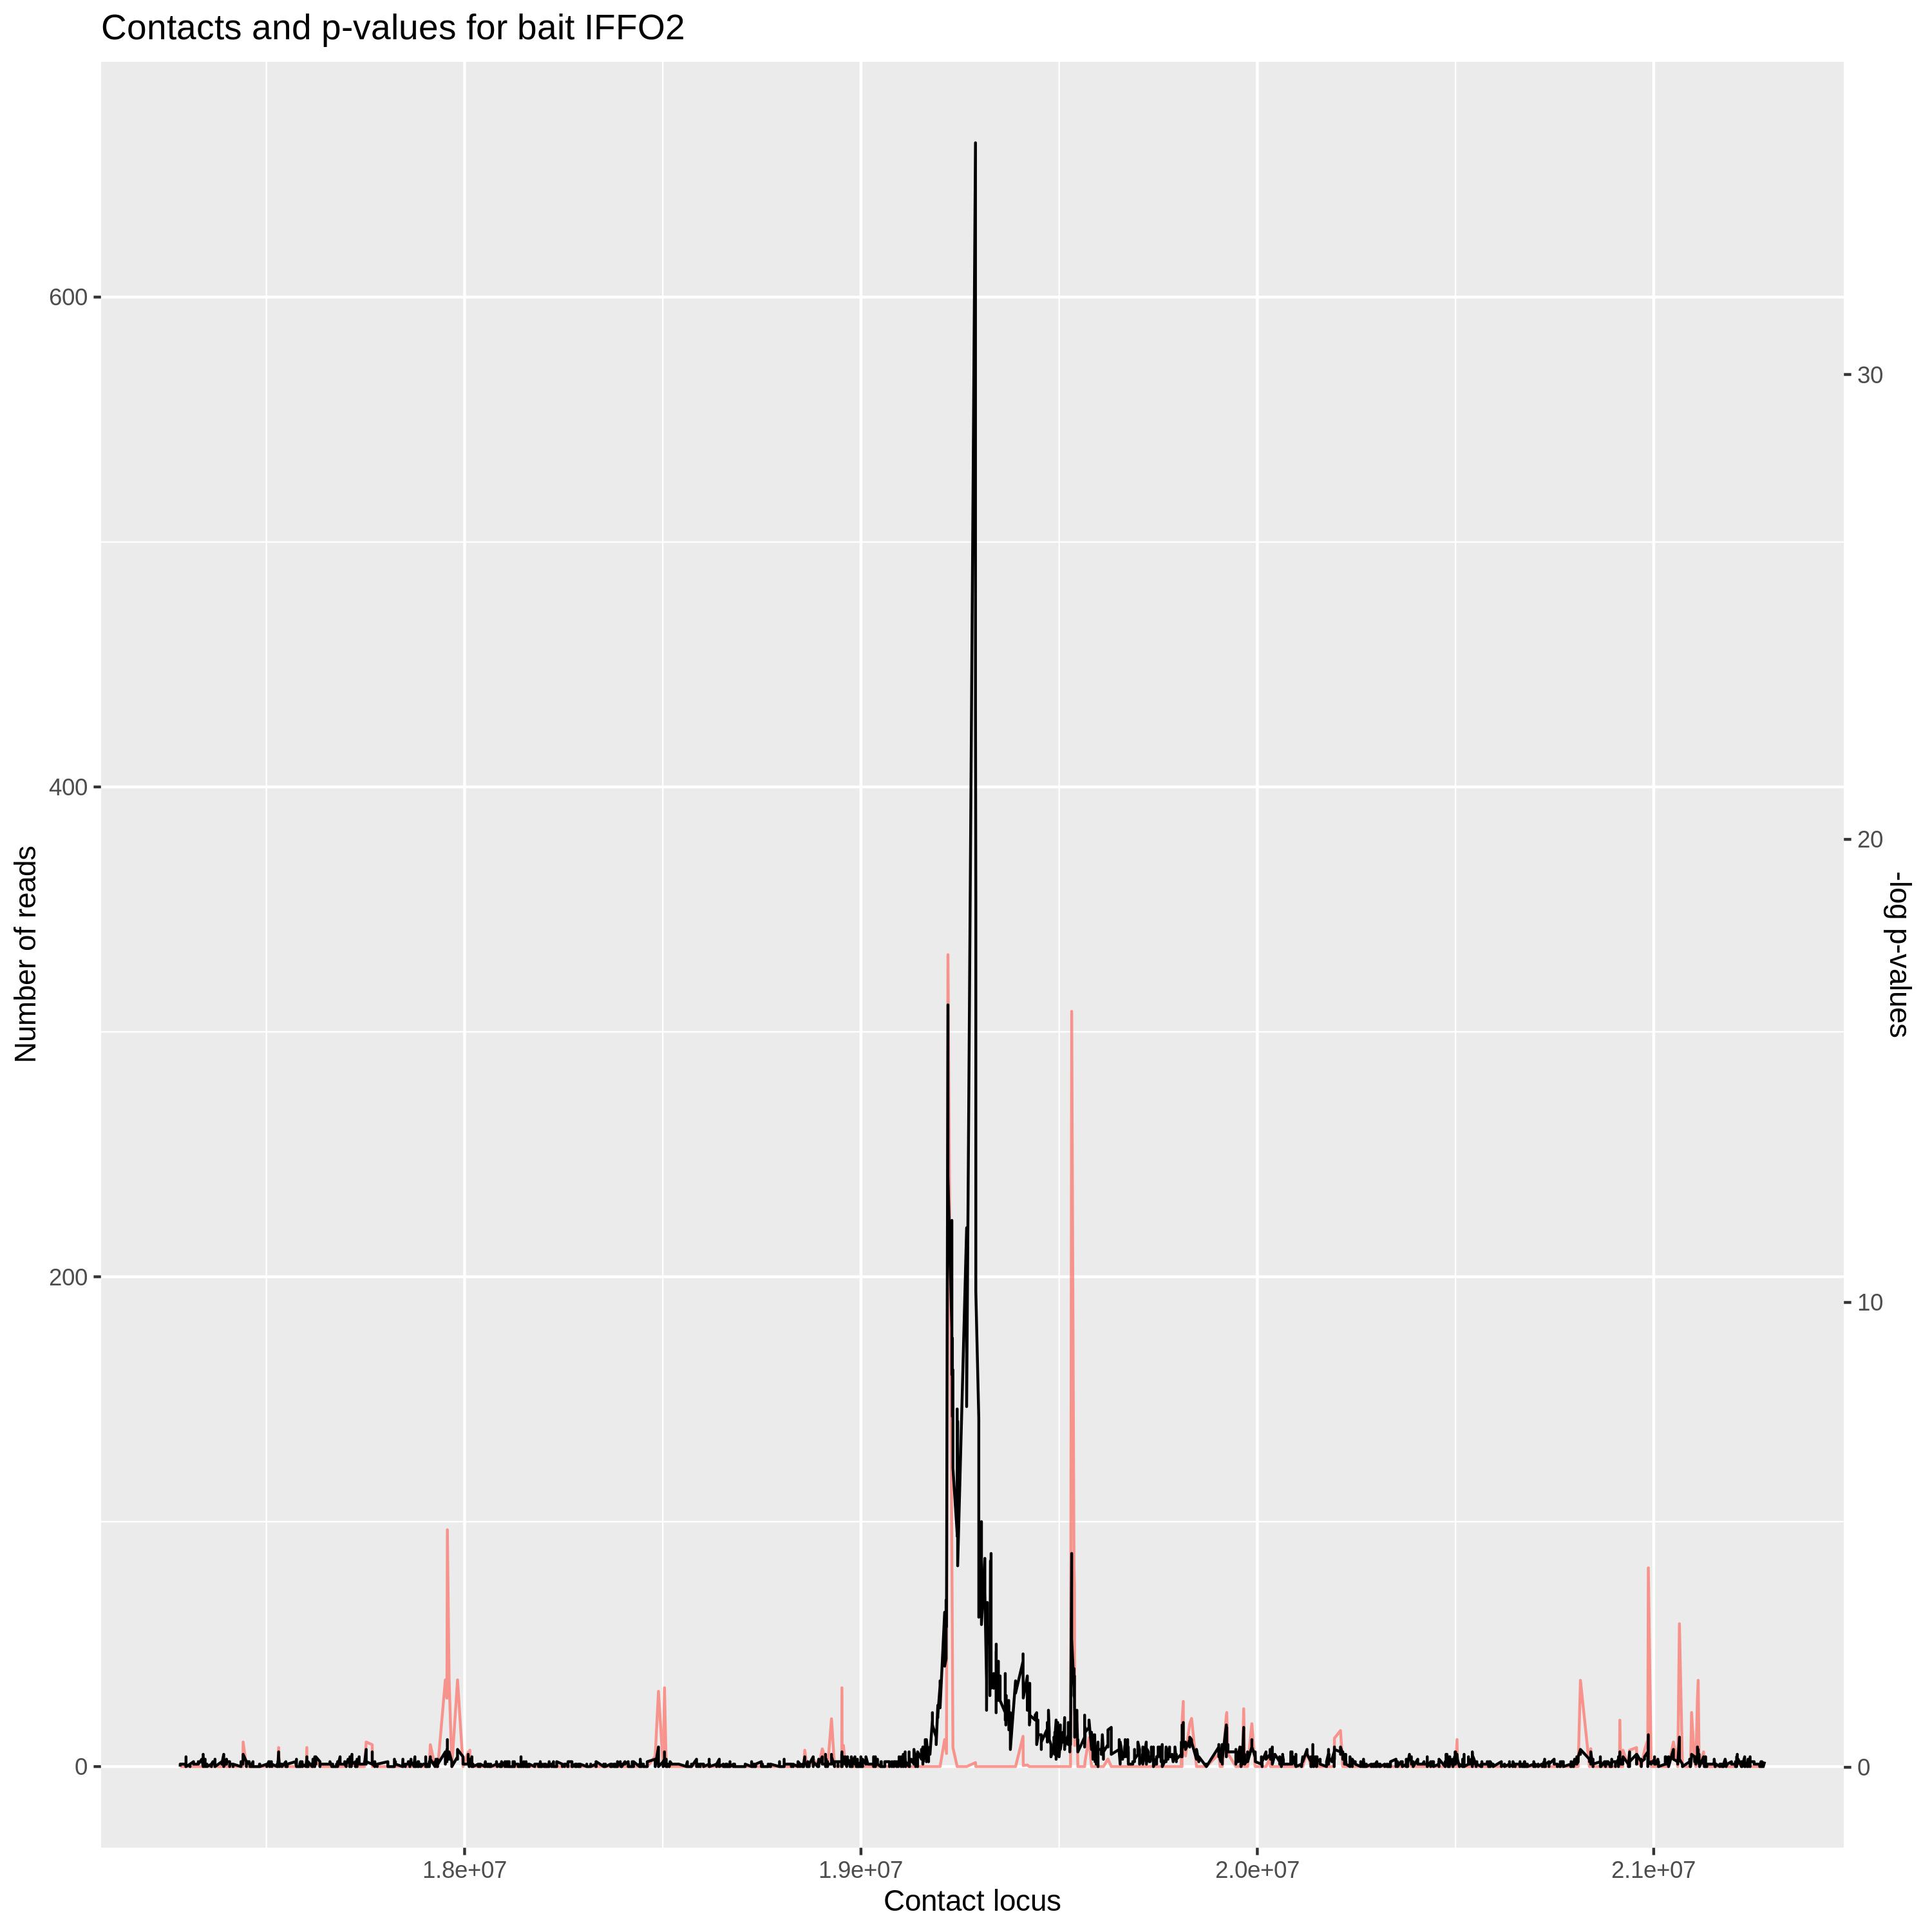 Contacts and p-values for bait IFFO2
600
400
200
0
30
20
10
0
Number of reads
-log p-values
1.8e+07
1.9e+07
2.0e+07
2.1e+07
Contact locus